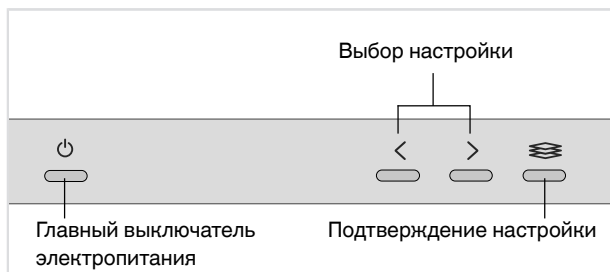 Выбор настройки
Главный выключатель
электропитания
Подтверждение настройки